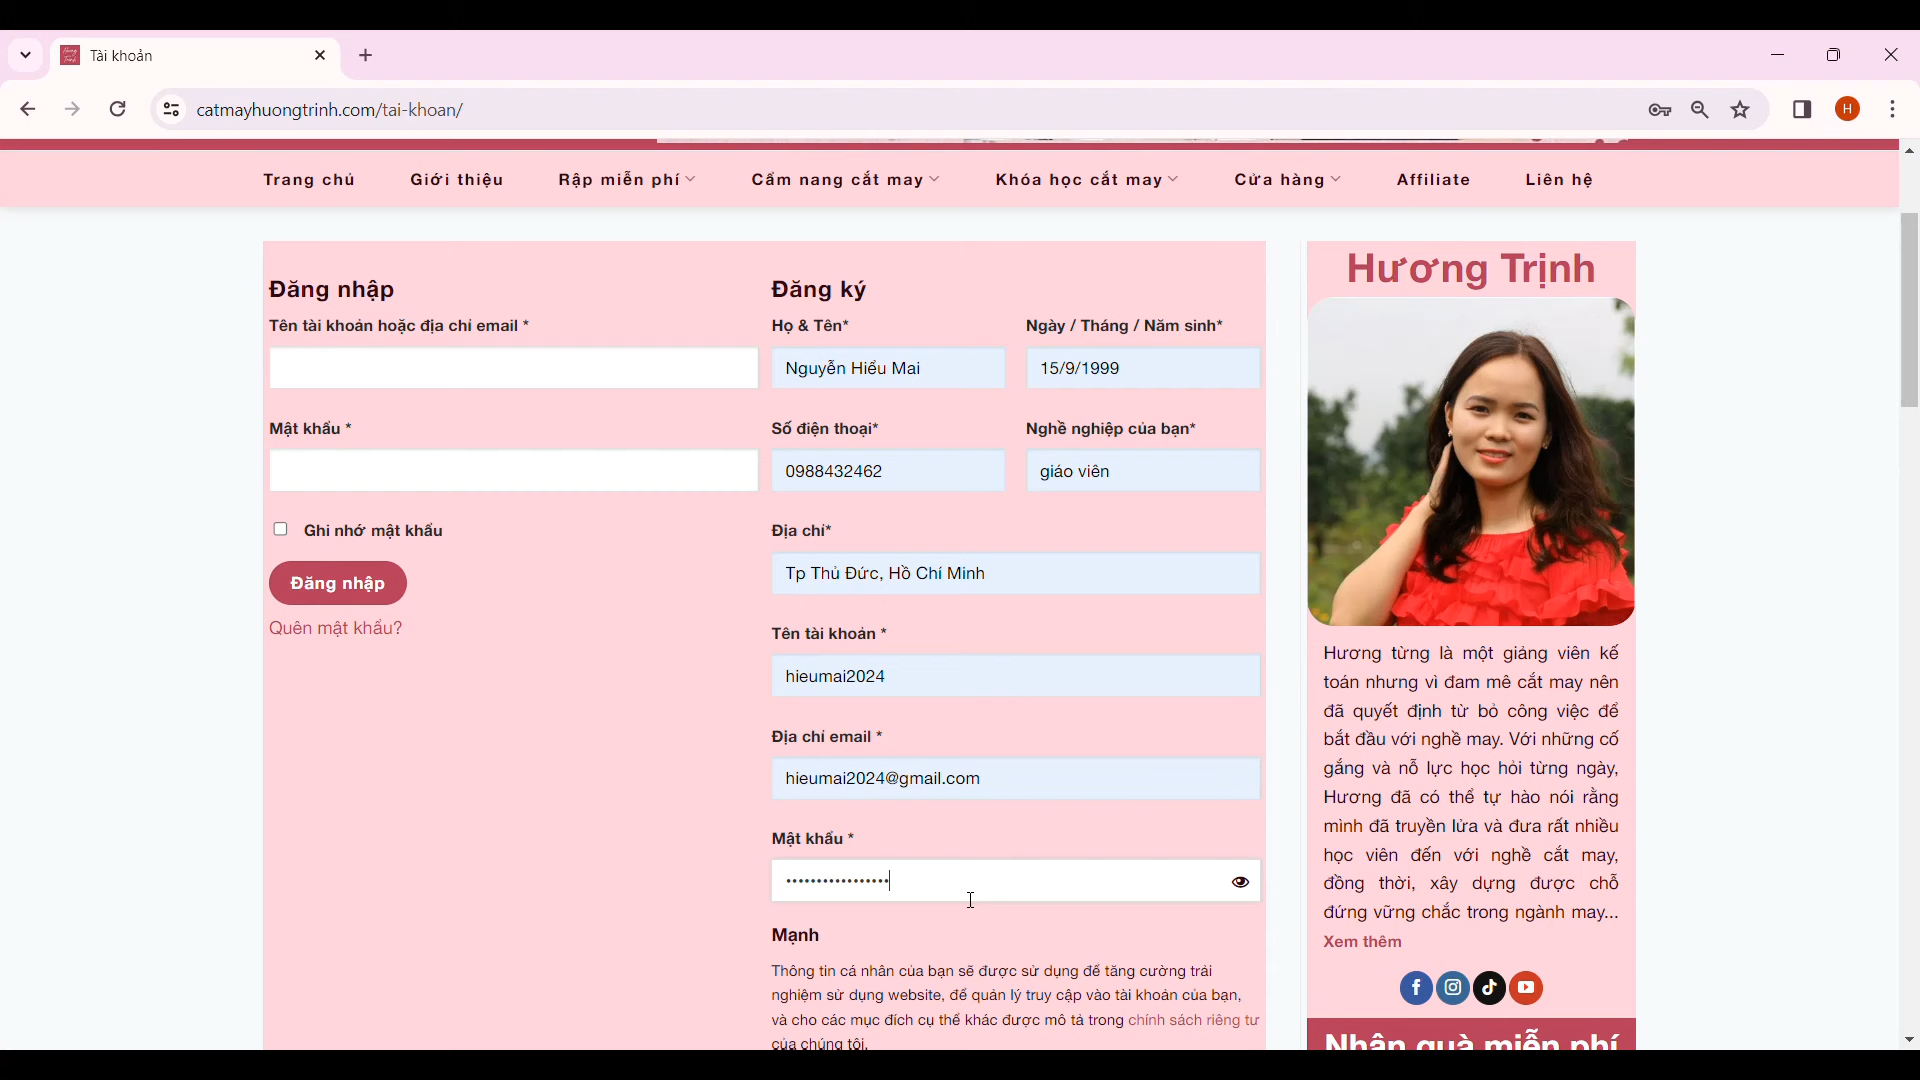 Tài khoản
catmayhuongtrinh.com/tai-khoan/
H
Trang chủ Giới thiệu Rập miễn phí Cẩm nang cắt may Khóa học cắt may Cửa hàng Affiliate Liên hệ
Đăng nhập
Tên tài khoản hoặc địa chỉ email *
Mật khẩu *
Ghi nhớ mật khẩu
Đăng nhập
Quên mật khẩu?
Đăng ký
Họ & Tên* Ngày / Tháng / Năm sinh*
Nguyễn Hiểu Mai 15/9/1999
Số điện thoại* Nghề nghiệp của bạn*
0988432462 giáo viên
Địa chỉ*
Tp Thủ Đức, Hồ Chí Minh
Tên tài khoản *
hieumai2024
Địa chỉ email *
hieumai2024@gmail.com
Mật khẩu *
•••••••••••••••••
Mạnh
Thông tin cá nhân của bạn sẽ được sử dụng để tăng cường trải
nghiệm sử dụng website, để quản lý truy cập vào tài khoản của bạn,
và cho các mục đích cụ thể khác được mô tả trong chính sách riêng tư
của chúng tôi.
Hương Trịnh
Hương từng là một giảng viên kế
toán nhưng vì đam mê cắt may nên
đã quyết định từ bỏ công việc để
bắt đầu với nghề may. Với những cố
gắng và nỗ lực học hỏi từng ngày,
Hương đã có thể tự hào nói rằng
mình đã truyền lửa và đưa rất nhiều
học viên đến với nghề cắt may,
đồng thời, xây dựng được chỗ
đứng vững chắc trong ngành may...
Xem thêm
Nhận quà miễn phí